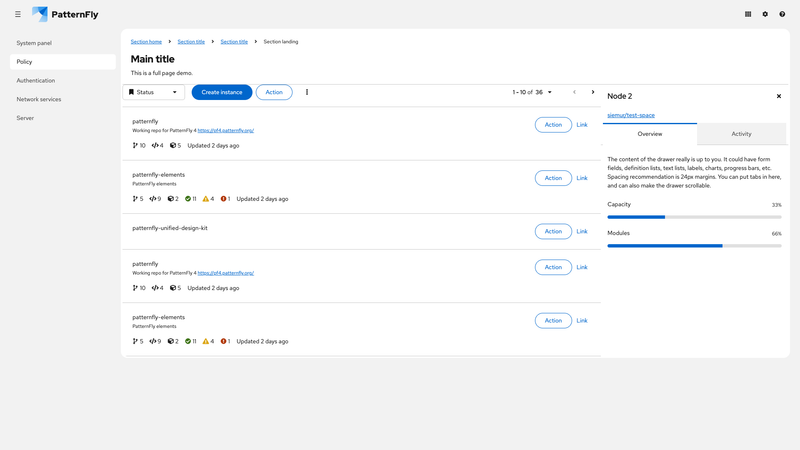 PatternFly
System panel
Policy
Authentication
Network services
Server
Section home
Section title
Section title
Section landing
Main title
This is a full page demo.
Status
Create instance
Action
1 - 10 of 36
patternfly
Working repo for PatternFly 4 https://pf4.patternfly.org/
10 4 5 Updated 2 days ago
Action
Link
patternfly-elements
PatternFly elements
5 9 2 11 4 1 Updated 2 days ago
Action
Link
patternfly-unified-design-kit
Action
Link
patternfly
Working repo for PatternFly 4 https://pf4.patternfly.org/
10 4 5 Updated 2 days ago
Action
Link
patternfly-elements
PatternFly elements
5 9 2 11 4 1 Updated 2 days ago
Action
Link
Node 2
siemur/test-space
Overview
Activity
The content of the drawer really is up to you. It could have form
fields, definition lists, text lists, labels, charts, progress bars, etc.
Spacing recommendation is 24px margins. You can put tabs in here,
and can also make the drawer scrollable.
Capacity
33%
Modules
66%